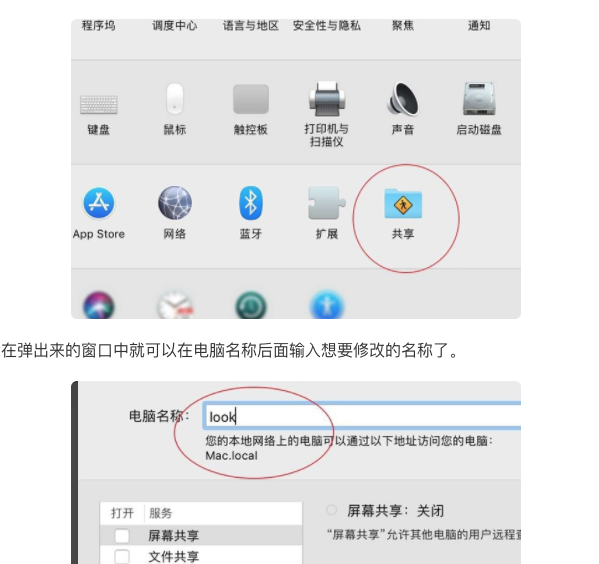 程序坞 调度中心 语言与地区 安全性与隐私 聚焦 通知
键盘 鼠标 触控板 打印机与 声音 启动磁盘
扫描仪
App Store 网络 蓝牙 扩展 共享
在弹出来的窗口中就可以在电脑名称后面输入想要修改的名称了。
电脑名称： look
您的本地网络上的电脑可以通过以下地址访问您的电脑：
Mac.local
打开 服务 屏幕共享：关闭
屏幕共享 “屏幕共享”允许其他电脑的用户远程
文件共享